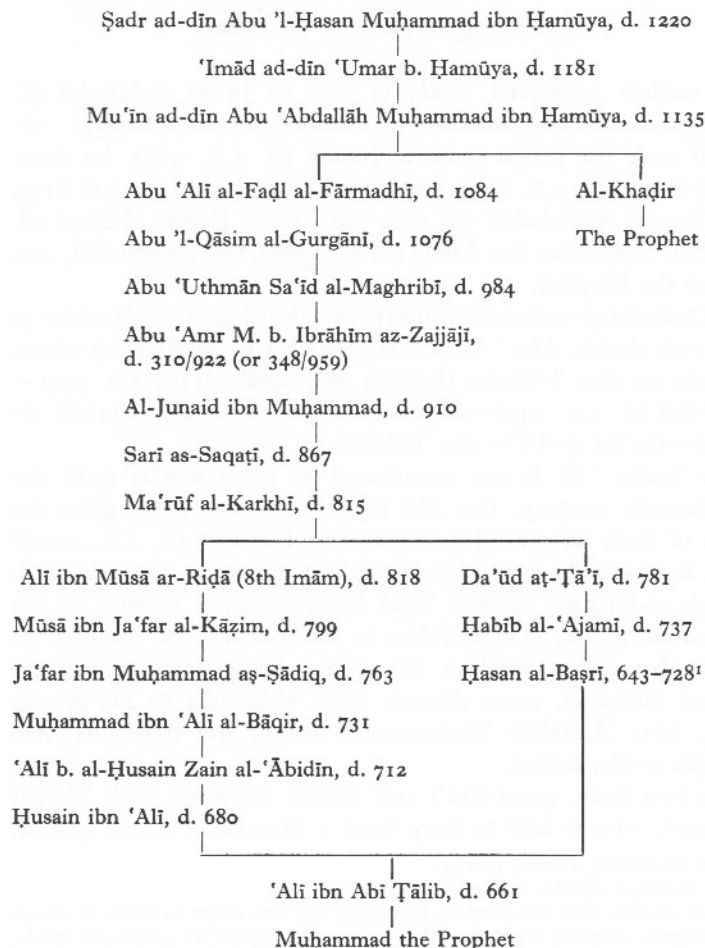 Ṣadr ad-dīn Abu ’l-Ḥasan Muḥammad ibn Ḥamūya, d. 1220
‘Imād ad-dīn ‘Umar b. Ḥamūya, d. 1181
Mu‘īn ad-dīn Abu ‘Abdallāh Muḥammad ibn Ḥamūya, d. 1135
Abu ‘Alī al-Faḍl al-Fārmadhī, d. 1084
Al-Khaḍir
Abu ’l-Qāsim al-Gurgānī, d. 1076
The Prophet
Abu ‘Uthmān Sa‘īd al-Maghribī, d. 984
Abu ‘Amr M. b. Ibrāhīm az-Zajjājī,
d. 310/922 (or 348/959)
Al-Junaid ibn Muḥammad, d. 910
Sarī as-Saqaṭī, d. 867
Ma‘rūf al-Karkhī, d. 815
Alī ibn Mūsā ar-Riḍā (8th Imām), d. 818
Da’ūd aṭ-Ṭā’ī, d. 781
Mūsā ibn Ja‘far al-Kāẓim, d. 799
Ḥabīb al-‘Ajamī, d. 737
Ja‘far ibn Muḥammad aṣ-Ṣādiq, d. 763
Ḥasan al-Baṣrī, 643–728¹
Muḥammad ibn ‘Alī al-Bāqir, d. 731
‘Alī b. al-Ḥusain Zain al-‘Ābidīn, d. 712
Ḥusain ibn ‘Alī, d. 680
‘Alī ibn Abī Ṭālib, d. 661
Muḥammad the Prophet